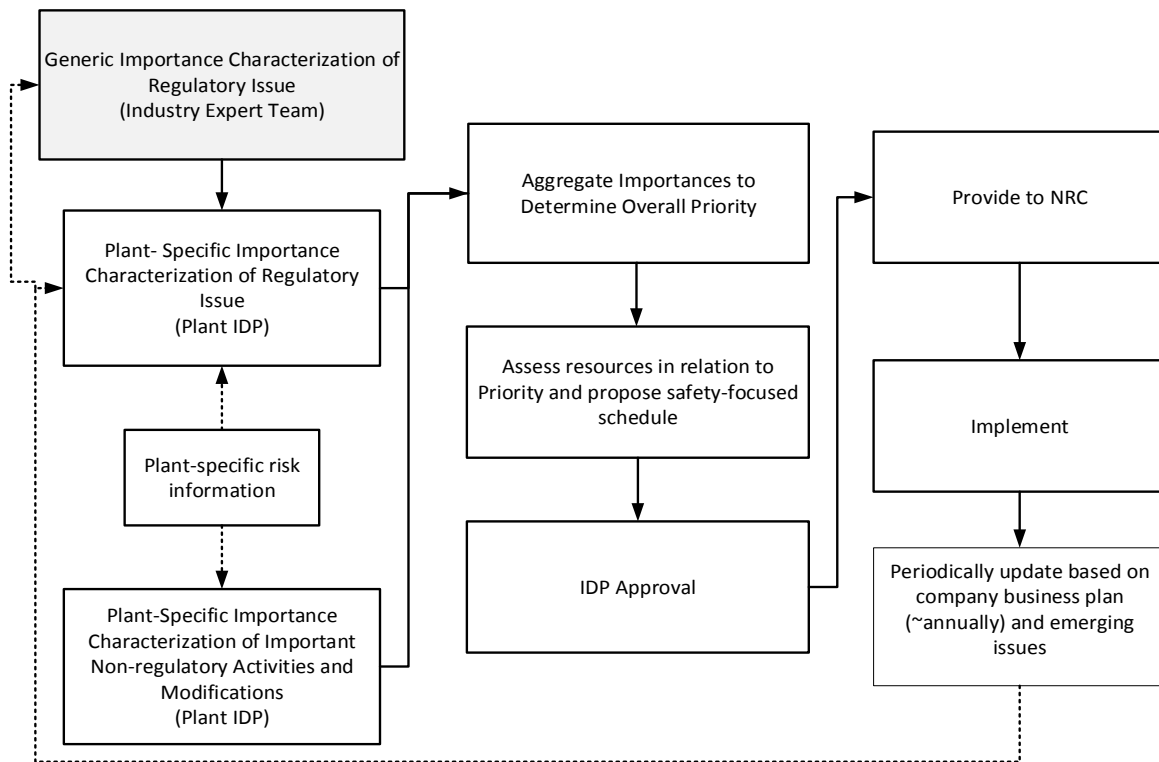 Generic Importance Characterization of
Regulatory Issue
(Industry Expert Team)
Plant- Specific Importance
Characterization of Regulatory
Issue
(Plant IDP)
Plant-specific risk
information
Plant-Specific Importance
Characterization of Important
Non-regulatory Activities and
Modifications
(Plant IDP)
Aggregate Importances to
Determine Overall Priority
Assess resources in relation to
Priority and propose safety-focused
schedule
IDP Approval
Provide to NRC
Implement
Periodically update based on
company business plan
(~annually) and emerging
issues